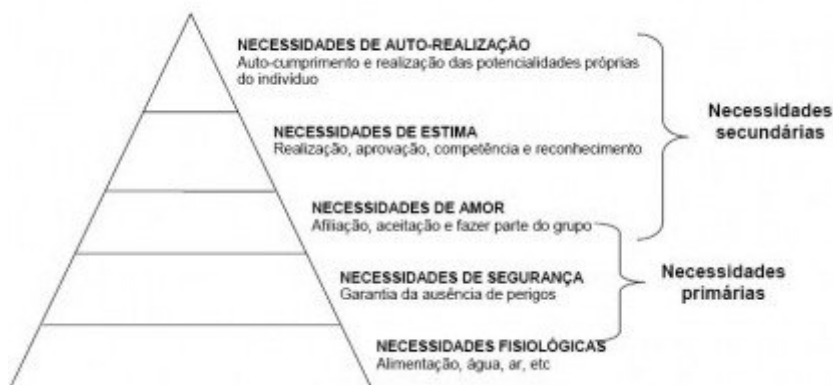 NECESSIDADES DE AUTO-REALIZAÇÃO
Auto-cumprimento e realização das potencialidades próprias
do indivíduo
NECESSIDADES DE ESTIMA
Realização, aprovação, competência e reconhecimento
Necessidades
secundárias
NECESSIDADES DE AMOR
Afiliação, aceitação e fazer parte do grupo
NECESSIDADES DE SEGURANÇA
Garantia da ausência de perigos
Necessidades
primárias
NECESSIDADES FISIOLÓGICAS
Alimentação, água, ar, etc